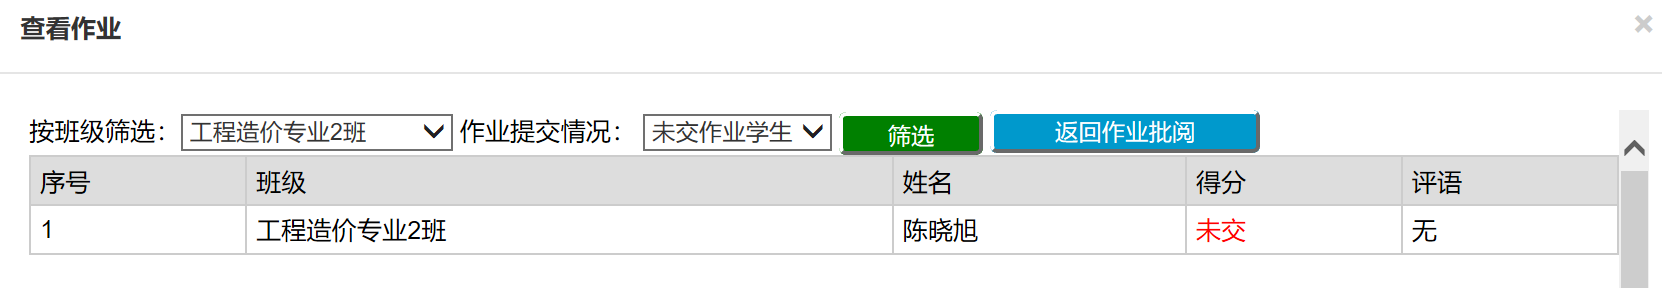 查看作业
×
按班级筛选： 工程造价专业2班 作业提交情况： 未交作业学生 筛选 返回作业批阅
序号 班级 姓名 得分 评语
1 工程造价专业2班 陈晓旭 未交 无